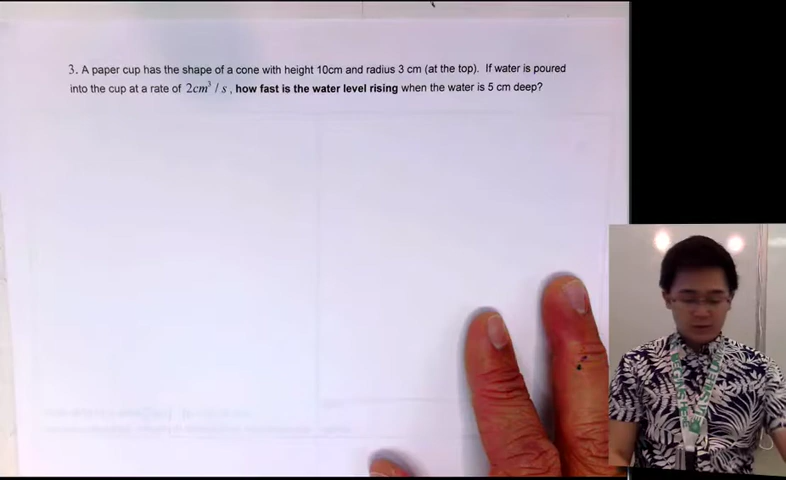 3. A paper cup has the shape of a cone with height 10cm and radius 3 cm (at the top). If water is poured
into the cup at a rate of 2cm³ / s, how fast is the water level rising when the water is 5 cm deep?